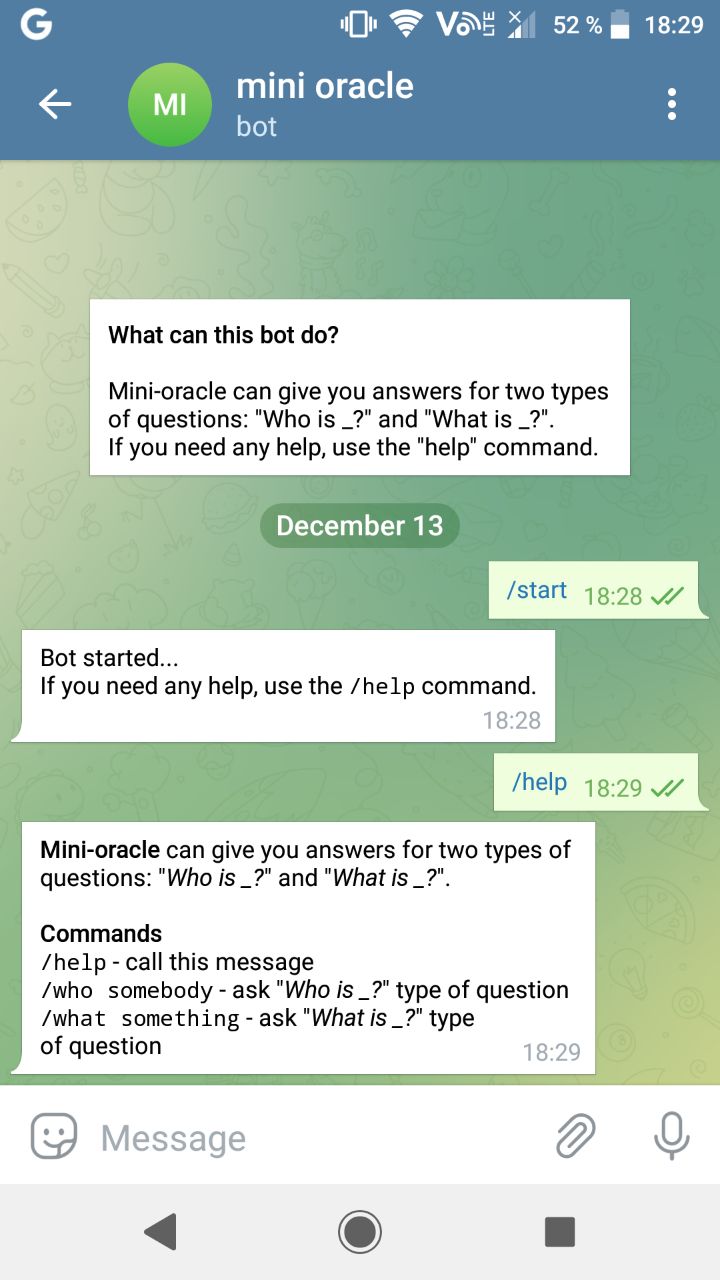 G
VoLTE 52 % 18:29
MI
mini oracle
bot
What can this bot do?
Mini-oracle can give you answers for two types
of questions: "Who is _?" and "What is _?".
If you need any help, use the "help" command.
December 13
/start 18:28
Bot started...
If you need any help, use the /help command.
18:28
/help 18:29
Mini-oracle can give you answers for two types of
questions: "Who is _?" and "What is _?".
Commands
/help - call this message
/who somebody - ask "Who is _?" type of question
/what something - ask "What is _?" type
of question
18:29
Message